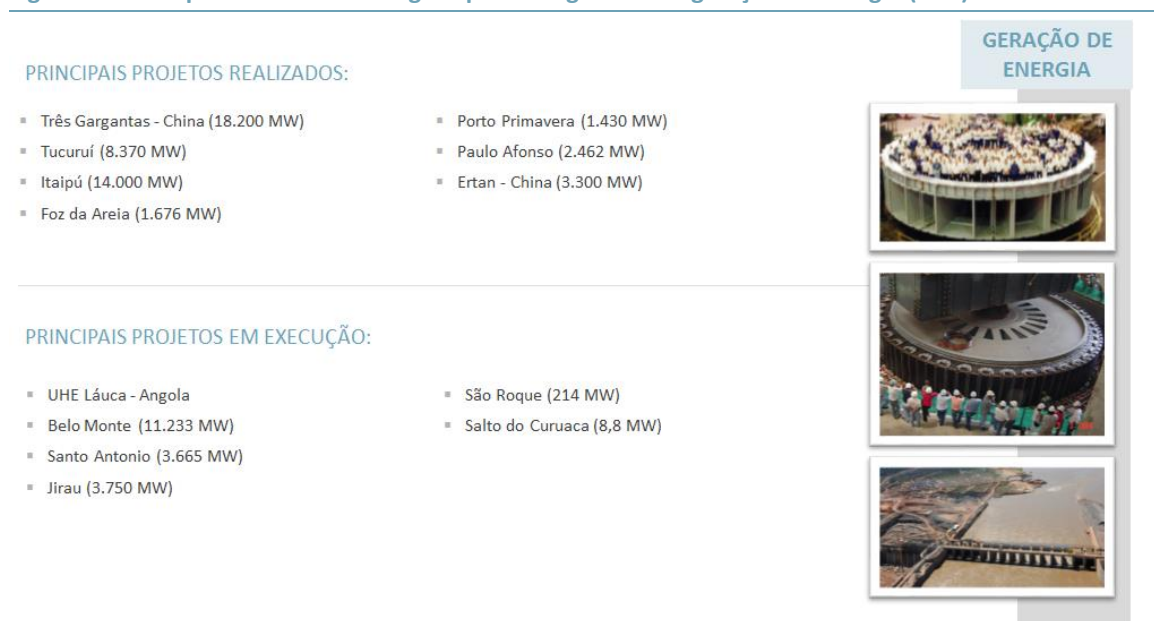 GERAÇÃO DE
ENERGIA
PRINCIPAIS PROJETOS REALIZADOS:
▪ Três Gargantas - China (18.200 MW)
▪ Tucuruí (8.370 MW)
▪ Itaipú (14.000 MW)
▪ Foz da Areia (1.676 MW)
▪ Porto Primavera (1.430 MW)
▪ Paulo Afonso (2.462 MW)
▪ Ertan - China (3.300 MW)
PRINCIPAIS PROJETOS EM EXECUÇÃO:
▪ UHE Láuca - Angola
▪ Belo Monte (11.233 MW)
▪ Santo Antonio (3.665 MW)
▪ Jirau (3.750 MW)
▪ São Roque (214 MW)
▪ Salto do Curuaca (8,8 MW)